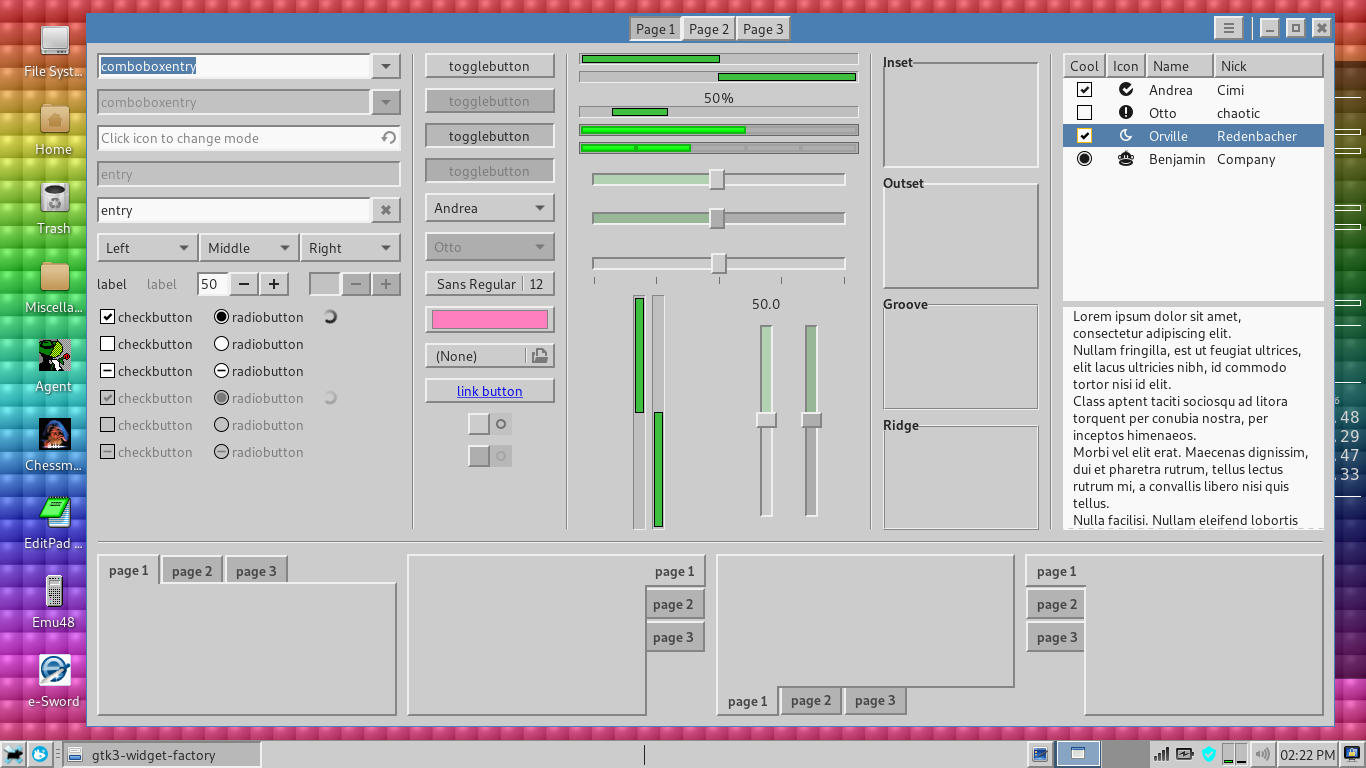 Page 1 Page 2 Page 3
File Syst...
Home
Trash
Miscella...
Agent
Chessm...
EditPad ...
Emu48
e-Sword
comboboxentry
comboboxentry
Click icon to change mode
entry
entry
Left Middle Right
label label 50
checkbutton radiobutton
checkbutton radiobutton
checkbutton radiobutton
checkbutton radiobutton
checkbutton radiobutton
checkbutton radiobutton
togglebutton
togglebutton
togglebutton
togglebutton
Andrea
Otto
Sans Regular 12
(None)
link button
50%
50.0
Inset
Outset
Groove
Ridge
Cool Icon Name Nick
Andrea Cimi
Otto chaotic
Orville Redenbacher
Benjamin Company
Lorem ipsum dolor sit amet,
consectetur adipiscing elit.
Nullam fringilla, est ut feugiat ultrices,
elit lacus ultricies nibh, id commodo
tortor nisi id elit.
Class aptent taciti sociosqu ad litora
torquent per conubia nostra, per
inceptos himenaeos.
Morbi vel elit erat. Maecenas dignissim,
dui et pharetra rutrum, tellus lectus
rutrum mi, a convallis libero nisi quis
tellus.
Nulla facilisi. Nullam eleifend lobortis
6
.48
.29
.47
.33
page 1 page 2 page 3
page 1
page 2
page 3
page 1 page 2 page 3
page 1
page 2
page 3
gtk3-widget-factory
02:22 PM